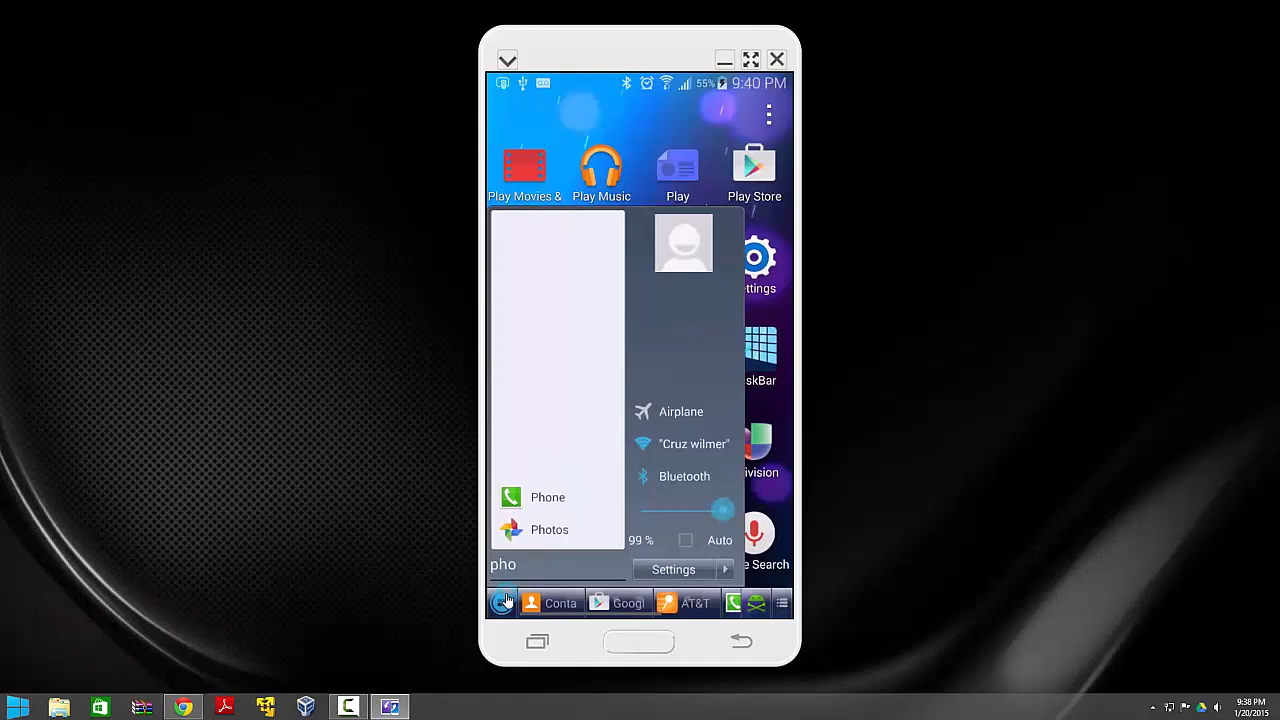 55% 9:40 PM
Play Movies & Play Music Play Play Store
ettings
skBar
ivision
e Search
Airplane
"Cruz wilmer"
Bluetooth
Phone
Photos
99 % Auto
pho
Settings
Conta Googl AT&T
9:38 PM
1/20/2015